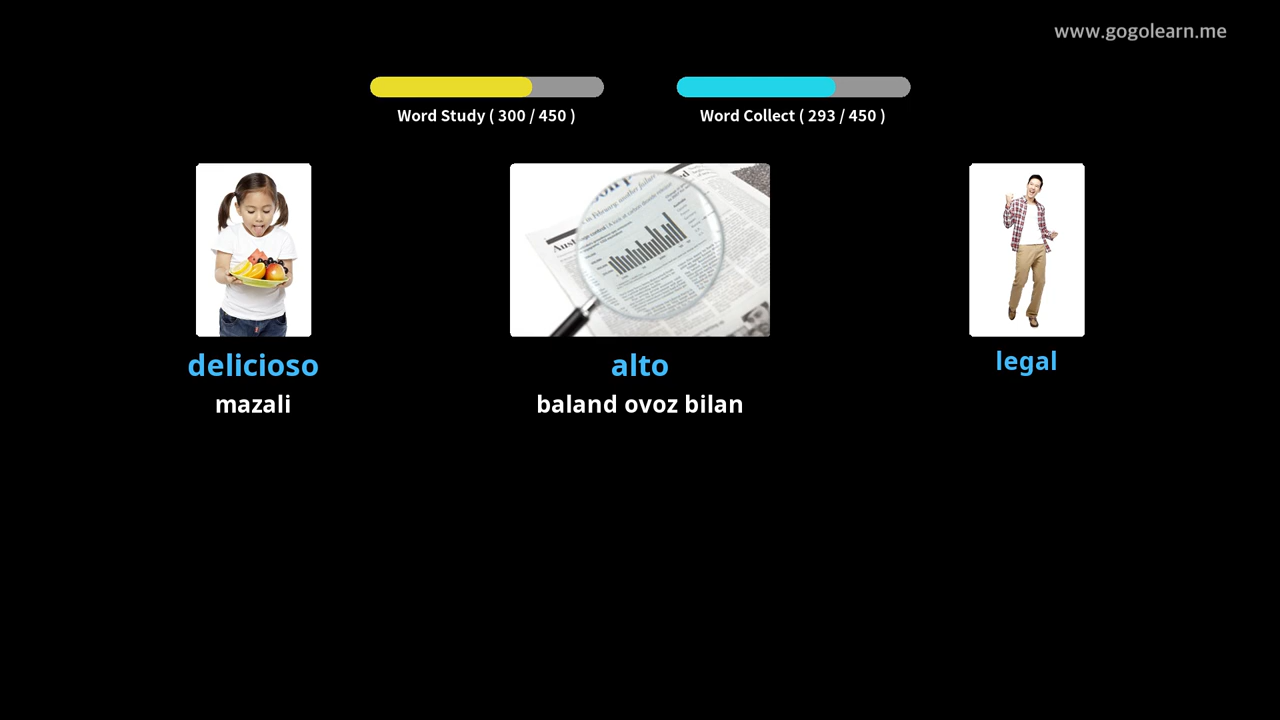 www.gogolearn.me
Word Study ( 300 / 450 )
Word Collect ( 293 / 450 )
delicioso
mazali
alto
baland ovoz bilan
legal